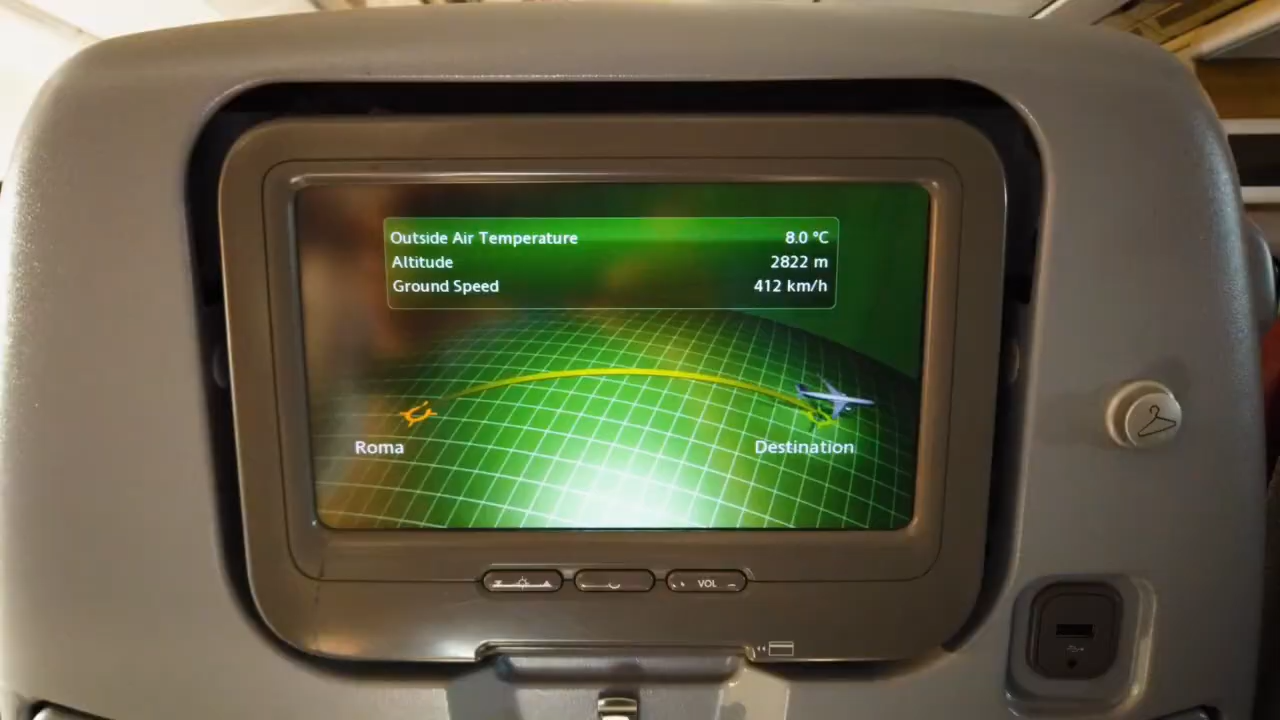 Outside Air Temperature 8.0 °C
Altitude 2822 m
Ground Speed 412 km/h
Roma Destination
VOL